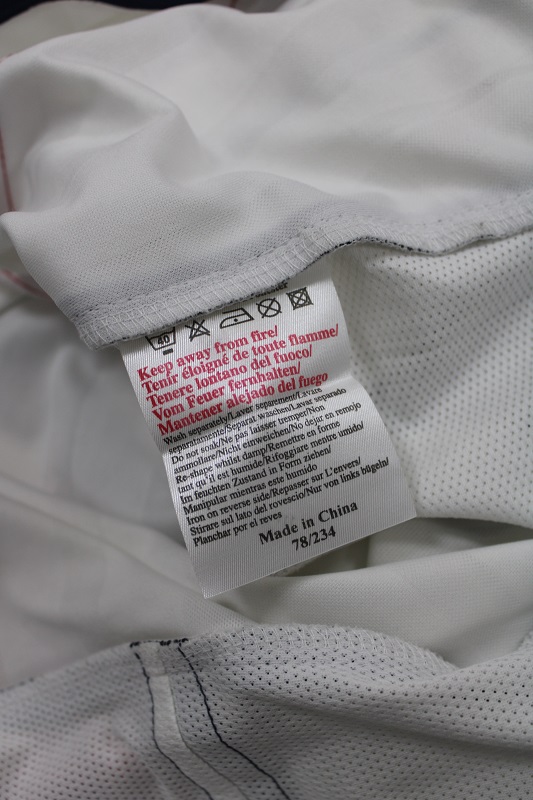 40
Keep away from fire/
Tenir éloigné de toute flamme/
Tenere lontano del fuoco/
Vom Feuer fernhalten/
Mantener alejado del fuego
Wash separately/Laver separement/Lavare
separatamente/Separat waschen/Lavar separado
Do not soak/Ne pas laisser tremper/Non
ammollare/Nicht einweichen/No dejar en remojo
Re-shape whilst damp/Remettre en forme
tant qu'il est humide/Rifoggiare mentre umido/
Im feuchten Zustand in Form ziehen/
Manipular mientras este humido
Iron on reverse side/Repasser sur L'envers/
Stirare sul lato del rovescio/Nur von links bügeln/
Planchar por el reves
Made in China
78/234